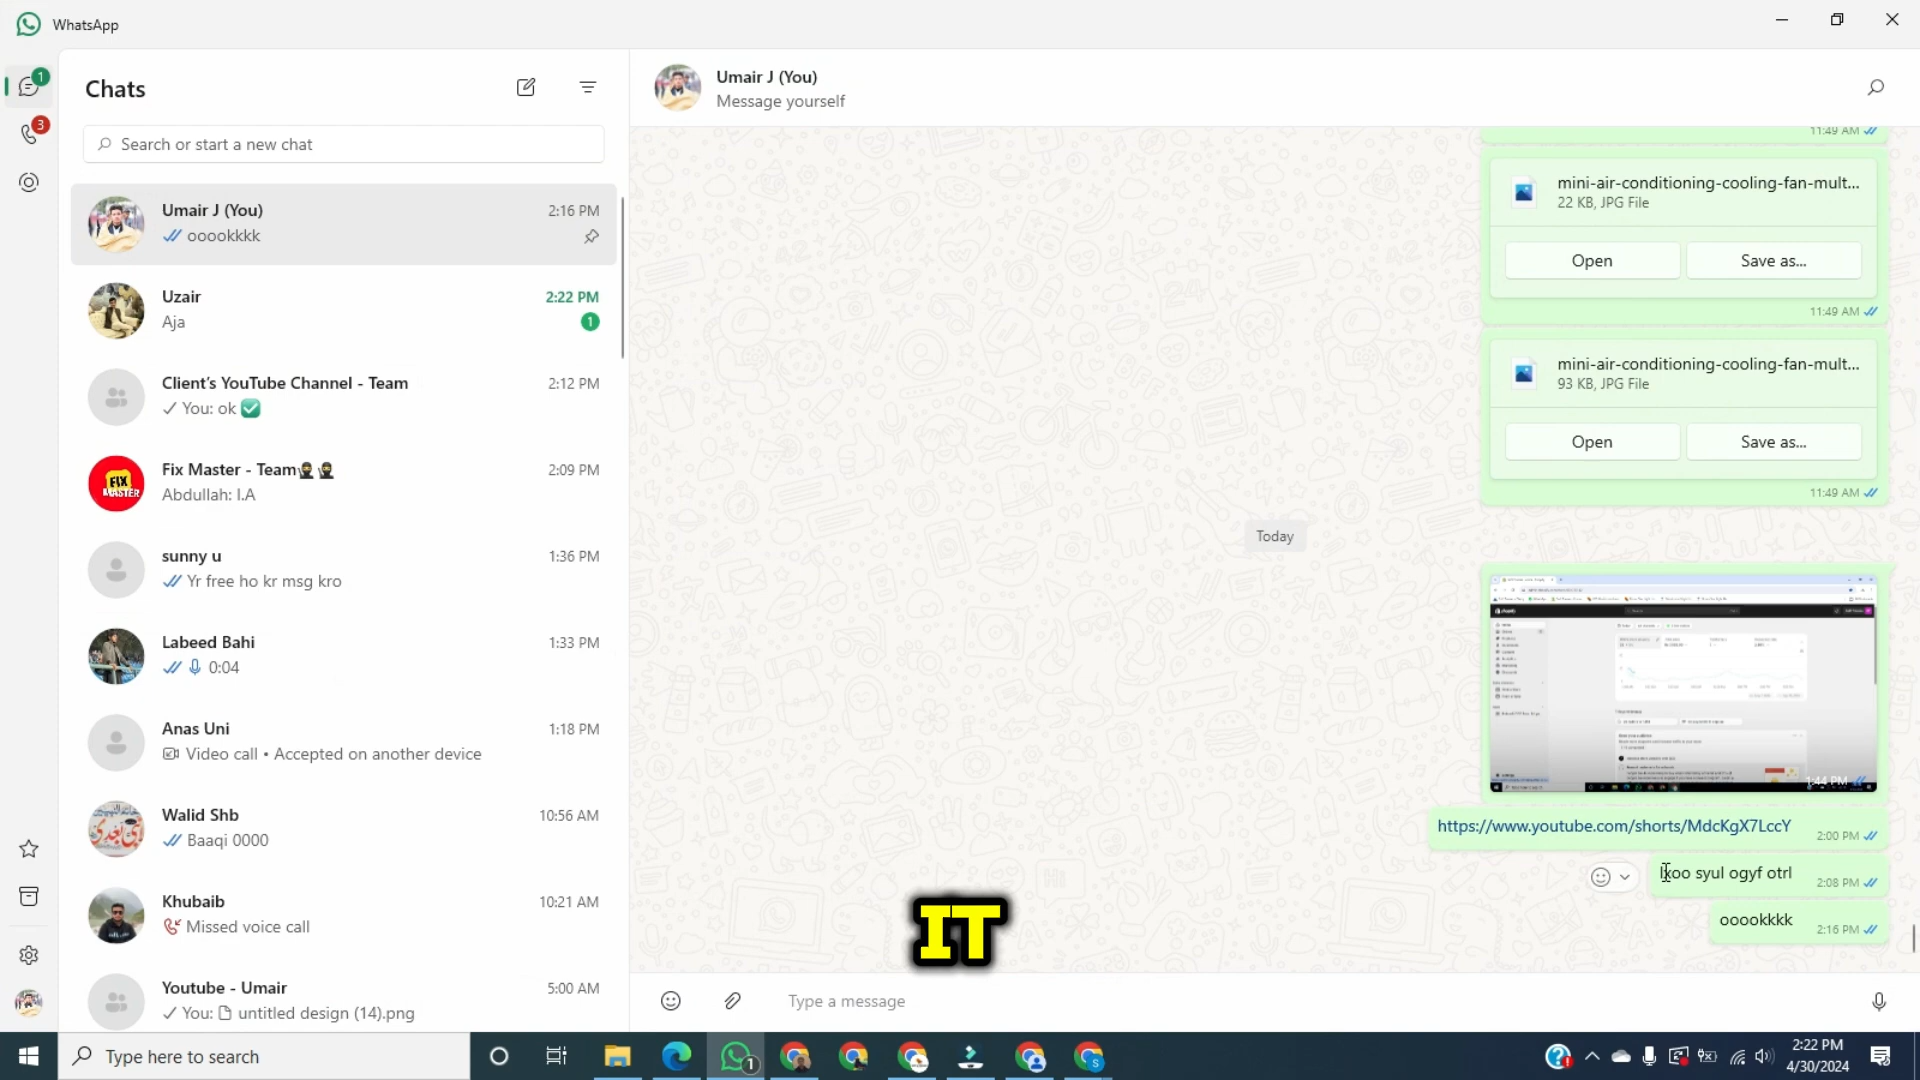 WhatsApp
1
3
Chats
Search or start a new chat
Umair J (You)
2:16 PM
ooookkkk
Uzair
2:22 PM
Aja
1
Client's YouTube Channel - Team
2:12 PM
You: ok ✅
FIX MASTER
Fix Master - Team🥷🥷
2:09 PM
Abdullah: I.A
sunny u
1:36 PM
Yr free ho kr msg kro
Labeed Bahi
1:33 PM
0:04
Anas Uni
1:18 PM
Video call • Accepted on another device
Walid Shb
10:56 AM
Baaqi 0000
Khubaib
10:21 AM
Missed voice call
Youtube - Umair
5:00 AM
You: untitled design (14).png
Umair J (You)
Message yourself
11:49 AM
mini-air-conditioning-cooling-fan-mult...
22 KB, JPG File
Open
Save as...
11:49 AM
mini-air-conditioning-cooling-fan-mult...
93 KB, JPG File
Open
Save as...
11:49 AM
Today
1:44 PM
https://www.youtube.com/shorts/MdcKgX7LccY
2:00 PM
syul ogyf otrl
2:08 PM
ooookkkk
2:16 PM
IT
Type a message
Type here to search
1
2:22 PM
4/30/2024